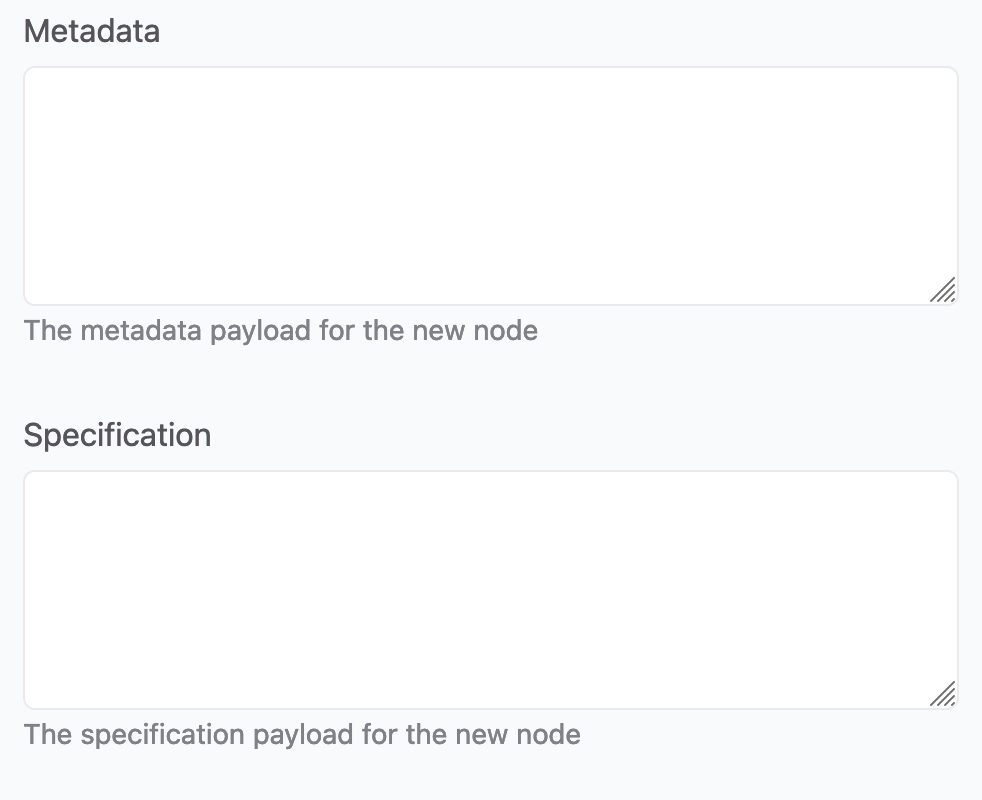 Metadata
The metadata payload for the new node
Specification
The specification payload for the new node